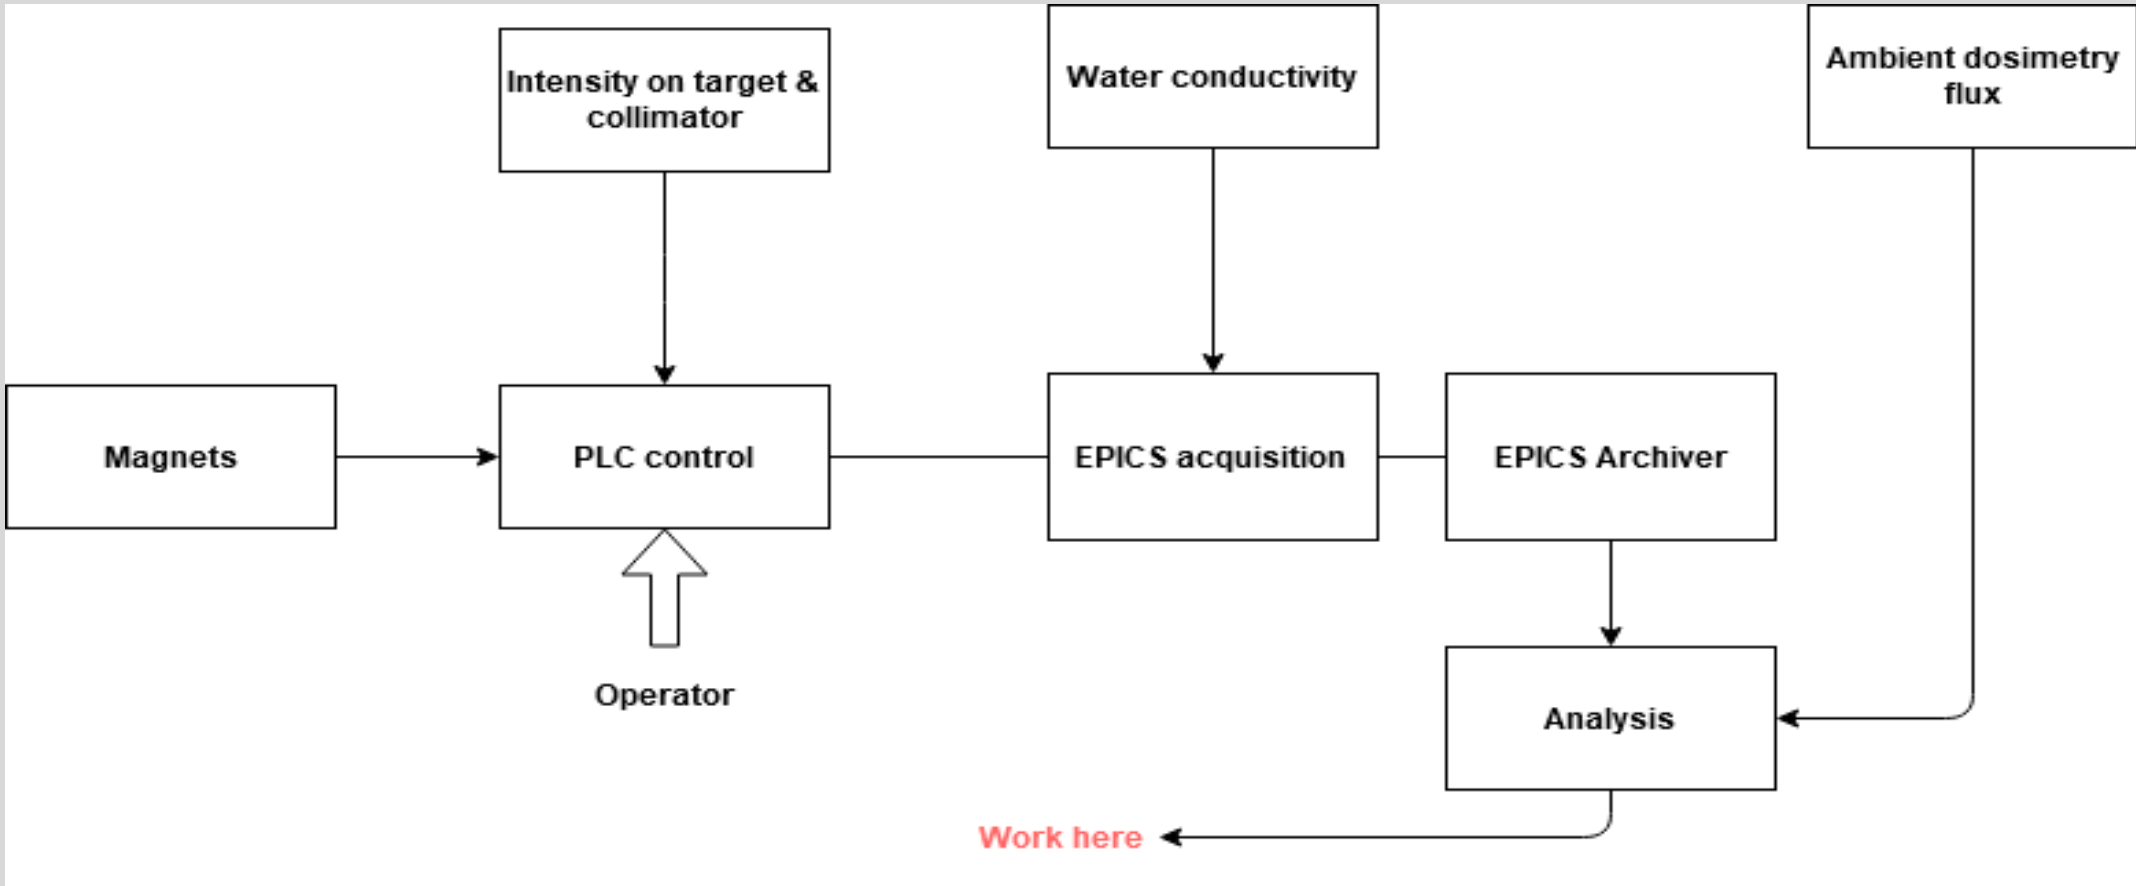 Intensity on target &
collimator
Water conductivity
Ambient dosimetry
flux
Magnets
PLC control
EPICS acquisition
EPICS Archiver
Operator
Analysis
Work here